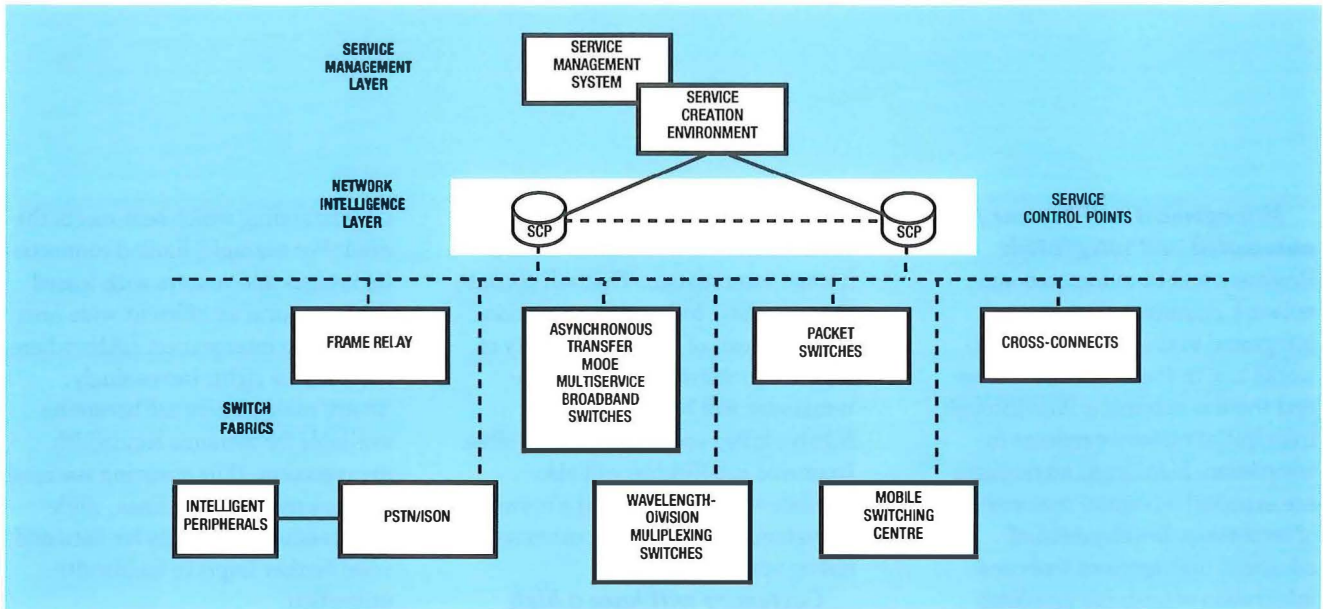 SERVICE
MANAGEMENT
LAYER
SERVICE
MANAGEMENT
SYSTEM
SERVICE
CREATION
ENVIRONMENT
NETWORK
INTELLIGENCE
LAYER
SCP
SCP
SERVICE
CONTROL POINTS
FRAME RELAY
ASYNCHRONOUS
TRANSFER
MOOE
MULTISERVICE
BROADBAND
SWITCHES
PACKET
SWITCHES
CROSS-CONNECTS
SWITCH
FABRICS
INTELLIGENT
PERIPHERALS
PSTN/ISON
WAVELENGTH-
OIVISION
MULIPLEXING
SWITCHES
MOBILE
SWITCHING
CENTRE